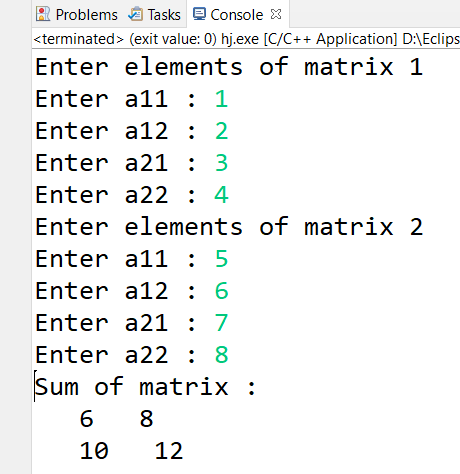 Problems Tasks Console
<terminated> (exit value: 0) hj.exe [C/C++ Application] D:\Eclips
Enter elements of matrix 1
Enter a11 : 1
Enter a12 : 2
Enter a21 : 3
Enter a22 : 4
Enter elements of matrix 2
Enter a11 : 5
Enter a12 : 6
Enter a21 : 7
Enter a22 : 8
Sum of matrix :
6 8
10 12